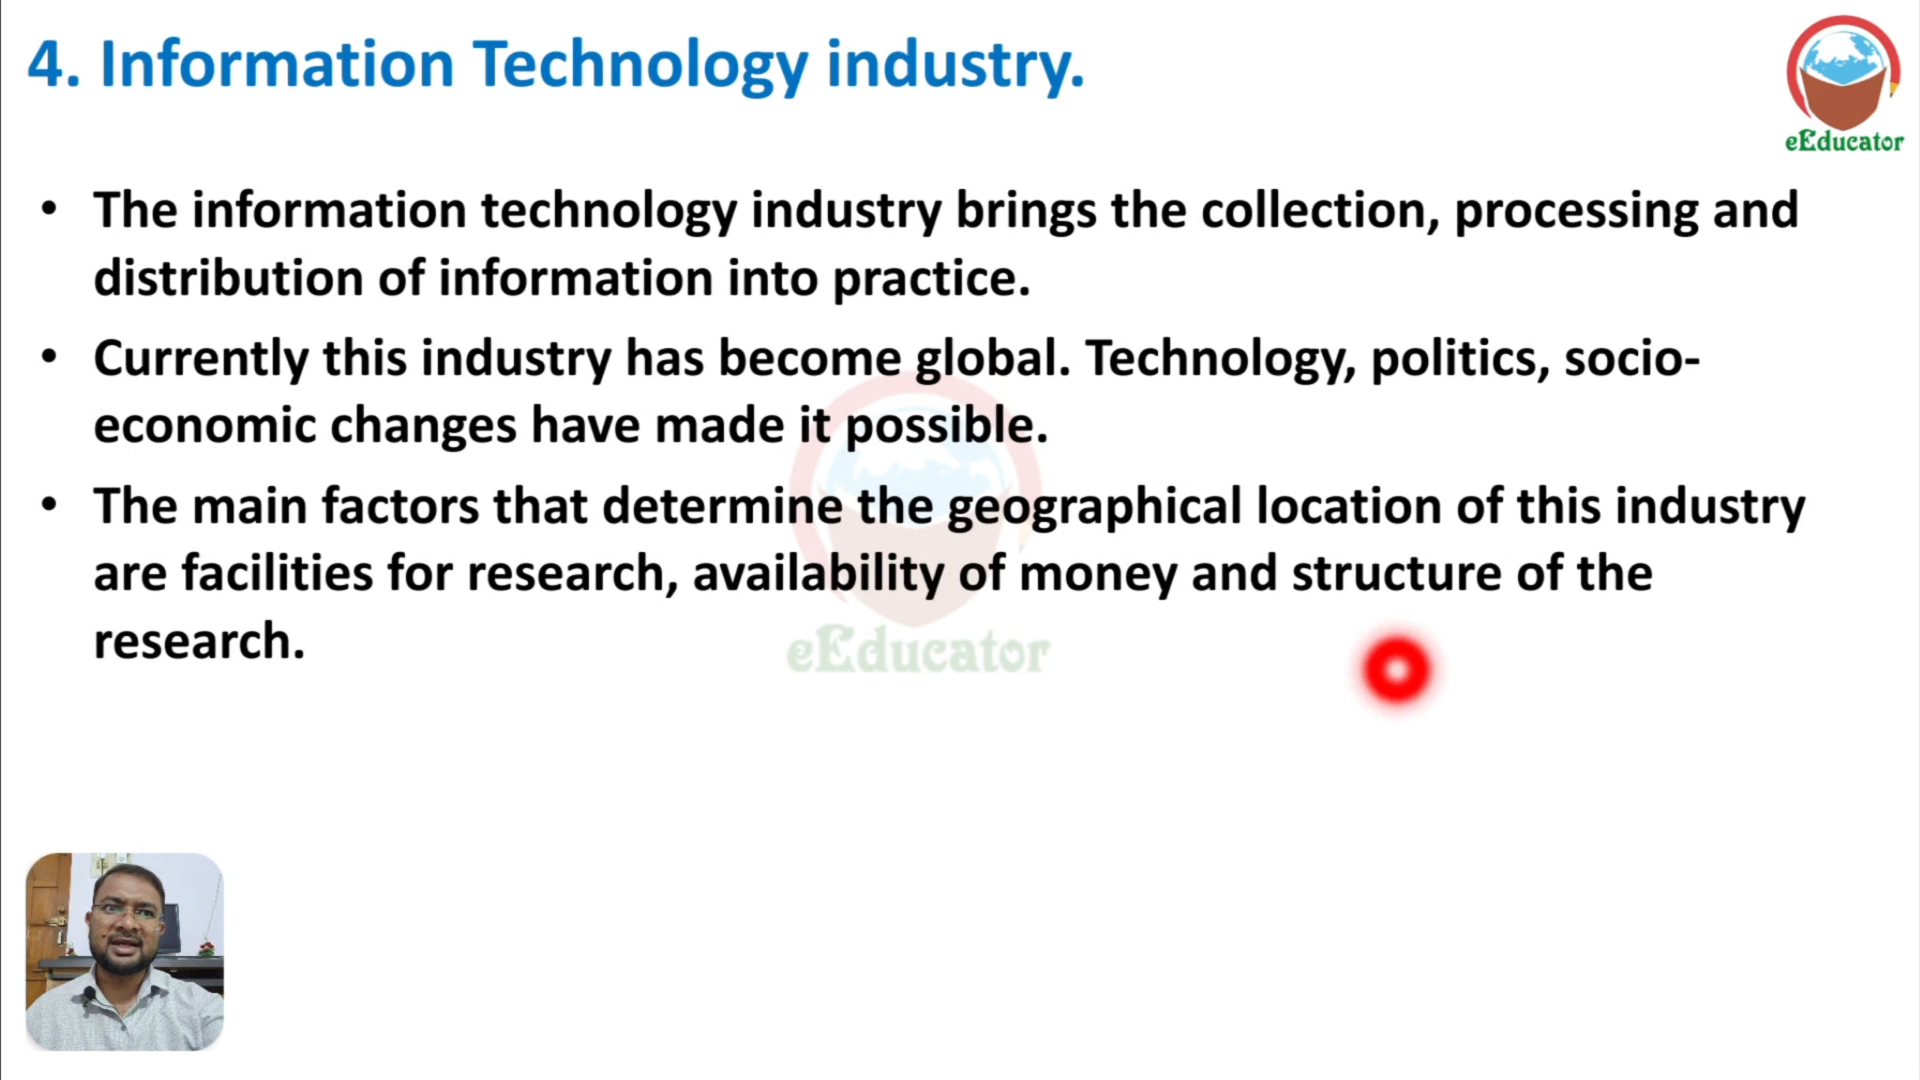 4. Information Technology industry.
eEducator
• The information technology industry brings the collection, processing and
distribution of information into practice.
• Currently this industry has become global. Technology, politics, socio-
economic changes have made it possible.
• The main factors that determine the geographical location of this industry
are facilities for research, availability of money and structure of the
research.
eEducator